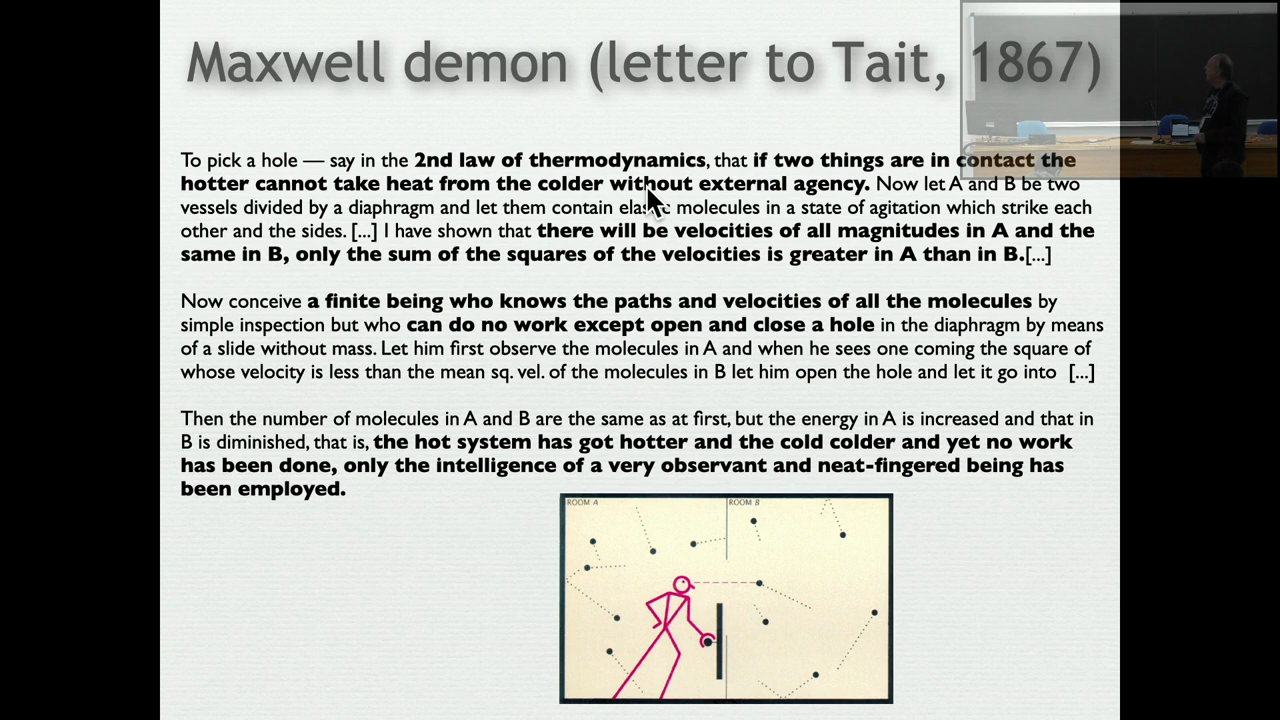 Maxwell demon (letter to Tait, 1867)
To pick a hole — say in the 2nd law of thermodynamics, that if two things are in contact the
hotter cannot take heat from the colder without external agency. Now let A and B be two
vessels divided by a diaphragm and let them contain elastic molecules in a state of agitation which strike each
other and the sides. [...] I have shown that there will be velocities of all magnitudes in A and the
same in B, only the sum of the squares of the velocities is greater in A than in B.[...]
Now conceive a finite being who knows the paths and velocities of all the molecules by
simple inspection but who can do no work except open and close a hole in the diaphragm by means
of a slide without mass. Let him first observe the molecules in A and when he sees one coming the square of
whose velocity is less than the mean sq. vel. of the molecules in B let him open the hole and let it go into [...]
Then the number of molecules in A and B are the same as at first, but the energy in A is increased and that in
B is diminished, that is, the hot system has got hotter and the cold colder and yet no work
has been done, only the intelligence of a very observant and neat-fingered being has
been employed.
ROOM A
ROOM B